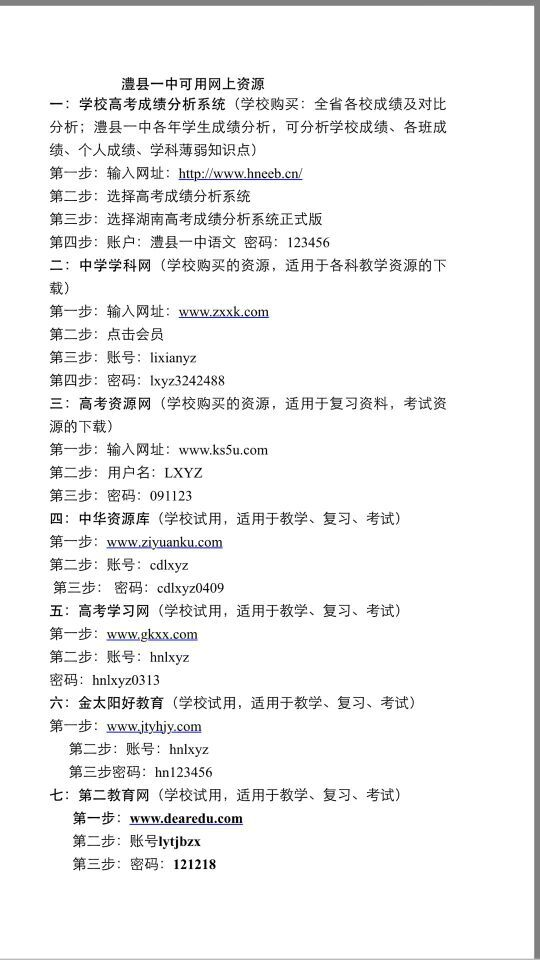 澧县一中可用网上资源
一：学校高考成绩分析系统（学校购买：全省各校成绩及对比
分析；澧县一中各年学生成绩分析，可分析学校成绩、各班成
绩、个人成绩、学科薄弱知识点）
第一步：输入网址：http://www.hneeb.cn/
第二步：选择高考成绩分析系统
第三步：选择湖南高考成绩分析系统正式版
第四步：账户：澧县一中语文 密码：123456
二：中学学科网（学校购买的资源，适用于各科教学资源的下
载）
第一步：输入网址：www.zxxk.com
第二步：点击会员
第三步：账号：lixianyz
第四步：密码：lxyz3242488
三：高考资源网（学校购买的资源，适用于复习资料，考试资
源的下载）
第一步：输入网址：www.ks5u.com
第二步：用户名：LXYZ
第三步：密码：091123
四：中华资源库（学校试用，适用于教学、复习、考试）
第一步：www.ziyuanku.com
第二步：账号：cdlxyz
第三步： 密码：cdlxyz0409
五：高考学习网（学校试用，适用于教学、复习、考试）
第一步：www.gkxx.com
第二步：账号：hnlxyz
密码：hnlxyz0313
六：金太阳好教育（学校试用，适用于教学、复习、考试）
第一步：www.jtyhjy.com
第二步：账号：hnlxyz
第三步密码：hn123456
七：第二教育网（学校试用，适用于教学、复习、考试）
第一步：www.dearedu.com
第二步：账号lytjbzx
第三步：密码：121218